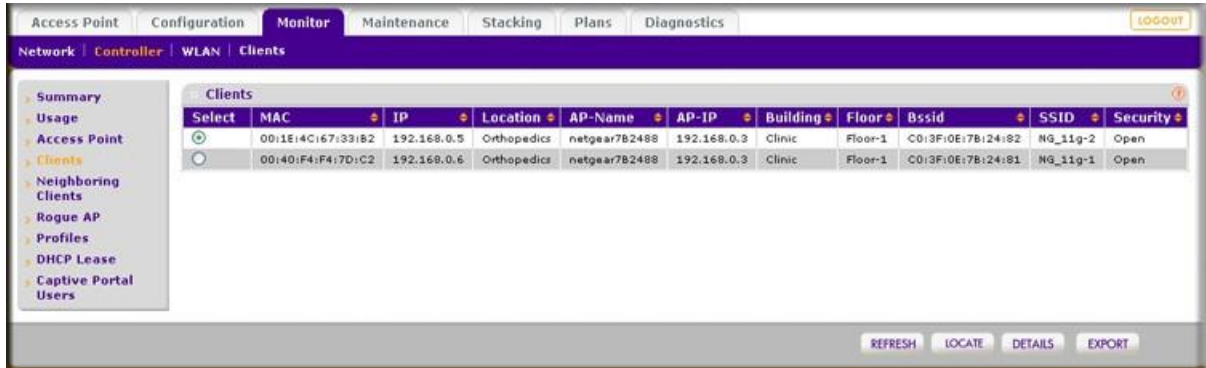 Access Point Configuration Monitor Maintenance Stacking Plans Diagnostics LOGOUT
Network Controller WLAN Clients
Summary
Usage
Access Point
Clients
Neighboring
Clients
Rogue AP
Profiles
DHCP Lease
Captive Portal
Users
Clients ?
Select MAC IP Location AP-Name AP-IP Building Floor Bssid SSID Security
00:1E:4C:67:33:B2 192.168.0.5 Orthopedics netgear7B2488 192.168.0.3 Clinic Floor-1 C0:3F:0E:7B:24:82 NG_11g-2 Open
00:40:F4:F4:7D:C2 192.168.0.6 Orthopedics netgear7B2488 192.168.0.3 Clinic Floor-1 C0:3F:0E:7B:24:81 NG_11g-1 Open
REFRESH LOCATE DETAILS EXPORT